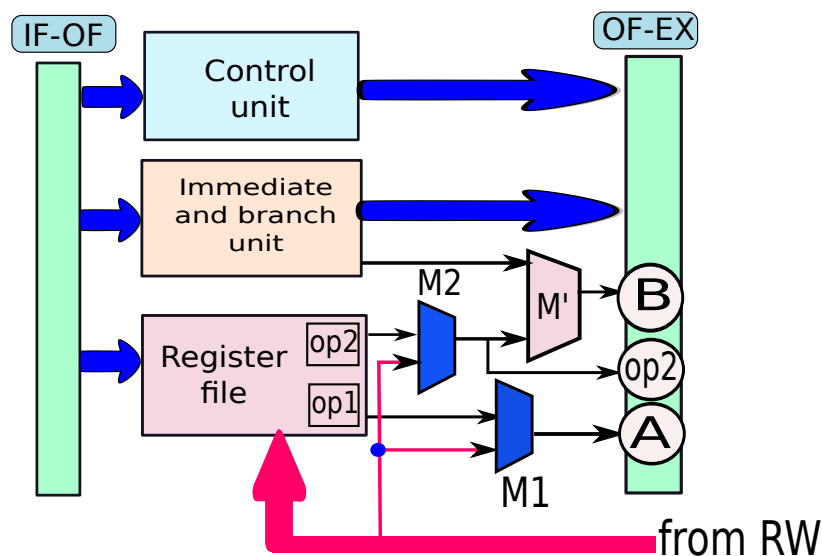 IF-OF
OF-EX
Control
unit
Immediate
and branch
unit
M2
M'
B
Register
file
op2
op1
op2
A
M1
from RW